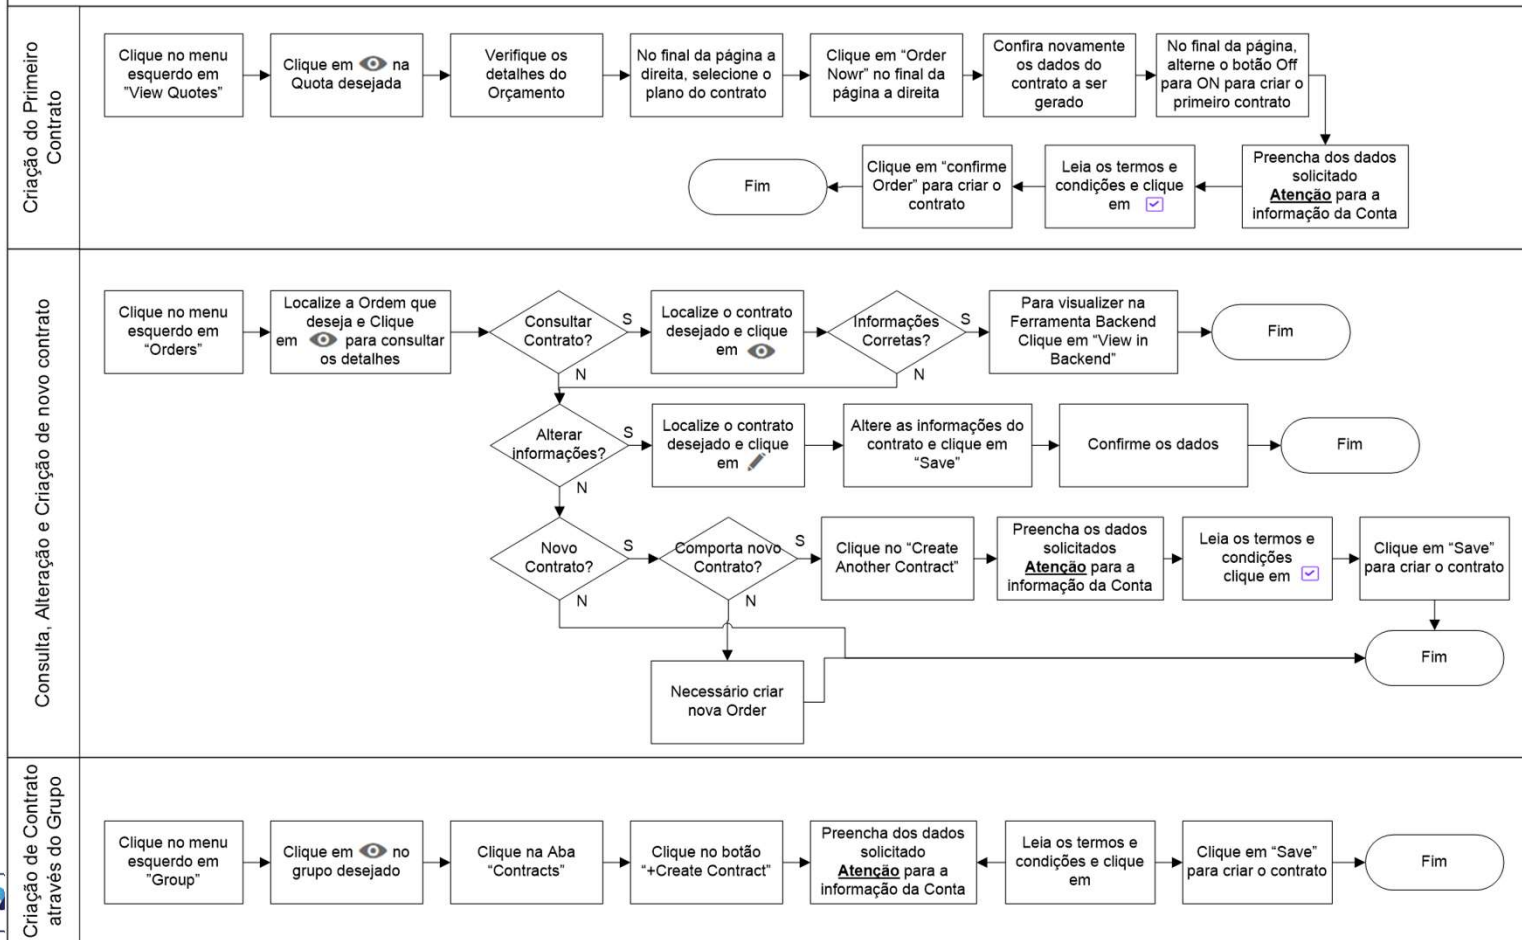 Criação do Primeiro
Contrato
Clique no menu
esquerdo em
"View Quotes"
Clique em na
Quota desejada
Verifique os
detalhes do
Orçamento
No final da página a
direita, selecione o
plano do contrato
Clique em “Order
Nowr” no final da
página a direita
Confira novamente
os dados do
contrato a ser
gerado
No final da página,
alterne o botão Off
para ON para criar o
primeiro contrato
Preencha dos dados
solicitado
Atenção para a
informação da Conta
Leia os termos e
condições e clique
em
Clique em “confirme
Order” para criar o
contrato
Fim
Consulta, Alteração e Criação de novo contrato
Clique no menu
esquerdo em
“Orders”
Localize a Ordem que
deseja e Clique
em para consultar
os detalhes
Consultar
Contrato?
S
N
Localize o contrato
desejado e clique
em
Informações
Corretas?
S
N
Para visualizer na
Ferramenta Backend
Clique em “View in
Backend”
Fim
Alterar
informações?
S
N
Localize o contrato
desejado e clique
em
Altere as informações do
contrato e clique em
“Save”
Confirme os dados
Fim
Novo
Contrato?
S
N
Comporta novo
Contrato?
S
N
Clique no “Create
Another Contract”
Preencha os dados
solicitados
Atenção para a
informação da Conta
Leia os termos e
condições
clique em
Clique em “Save”
para criar o contrato
Fim
Necessário criar
nova Order
Criação de Contrato
através do Grupo
Clique no menu
esquerdo em
"Group"
Clique em no
grupo desejado
Clique na Aba
“Contracts”
Clique no botão
“+Create Contract”
Preencha dos dados
solicitado
Atenção para a
informação da Conta
Leia os termos e
condições e clique
em
Clique em “Save”
para criar o contrato
Fim